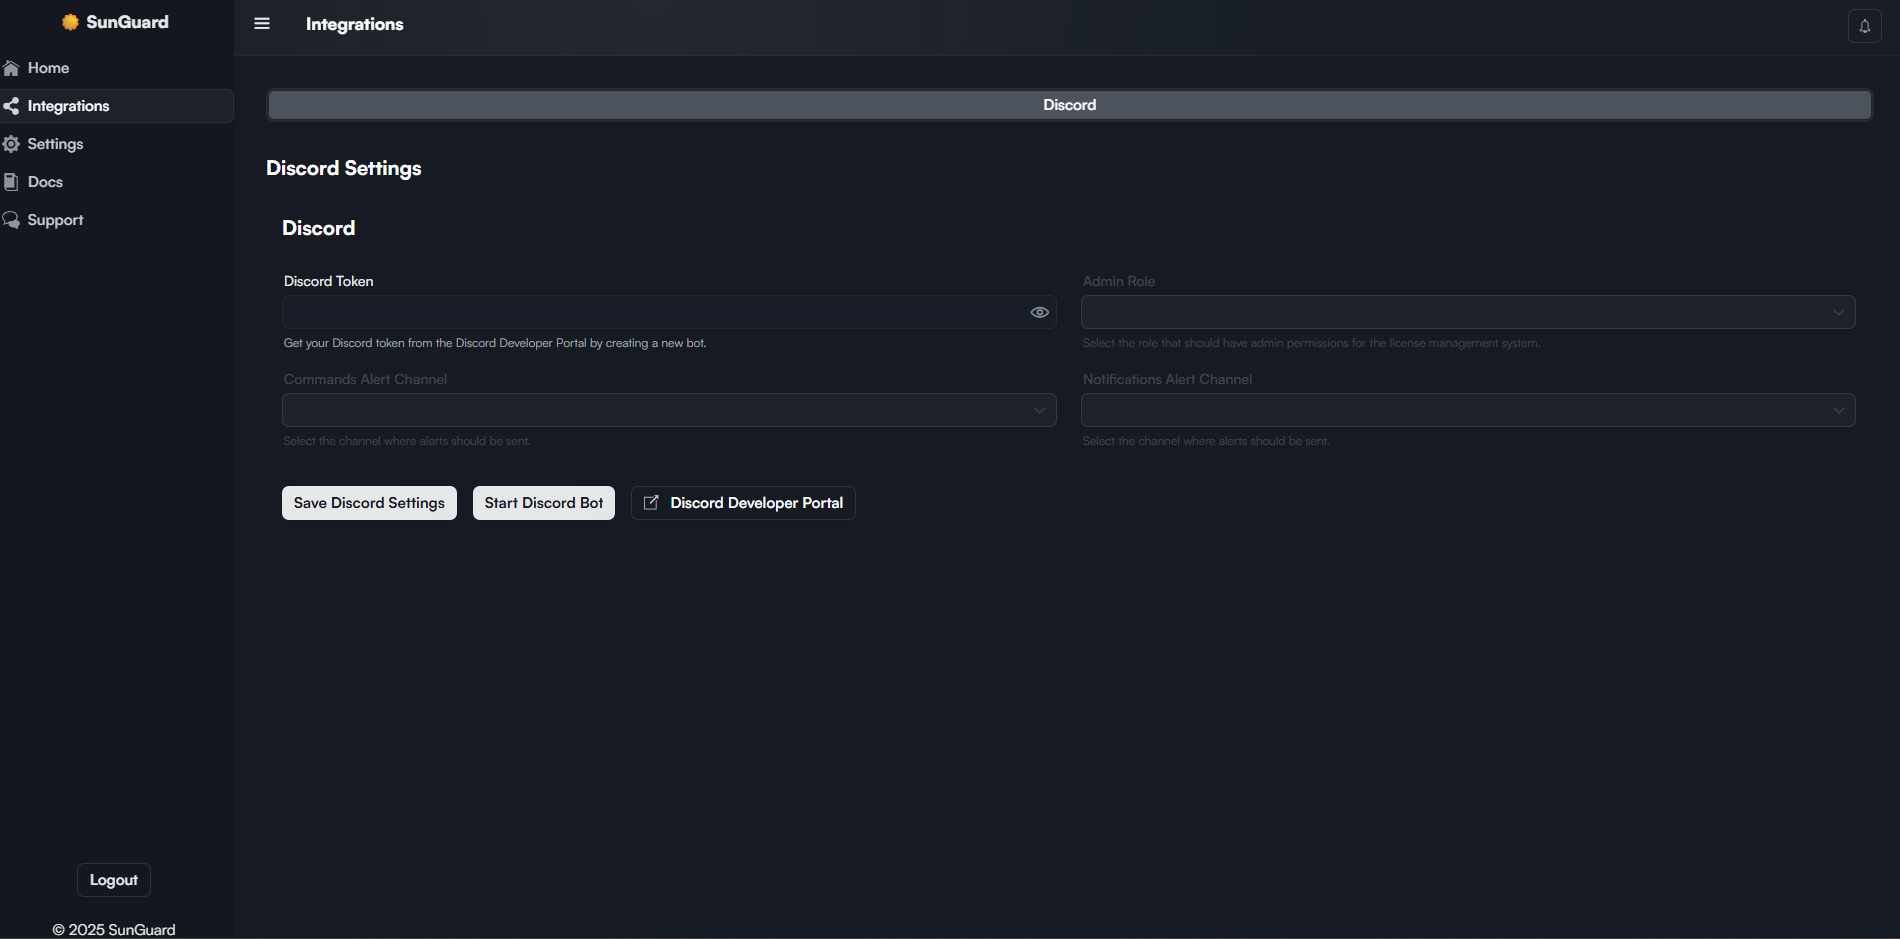 SunGuard
Integrations
Home
Integrations
Settings
Docs
Support
Discord
Discord Settings
Discord
Discord Token
Admin Role
Get your Discord token from the Discord Developer Portal by creating a new bot.
Select the role that should have admin permissions for the license management system.
Commands Alert Channel
Notifications Alert Channel
Select the channel where alerts should be sent.
Select the channel where alerts should be sent.
Save Discord Settings
Start Discord Bot
Discord Developer Portal
Logout
© 2025 SunGuard